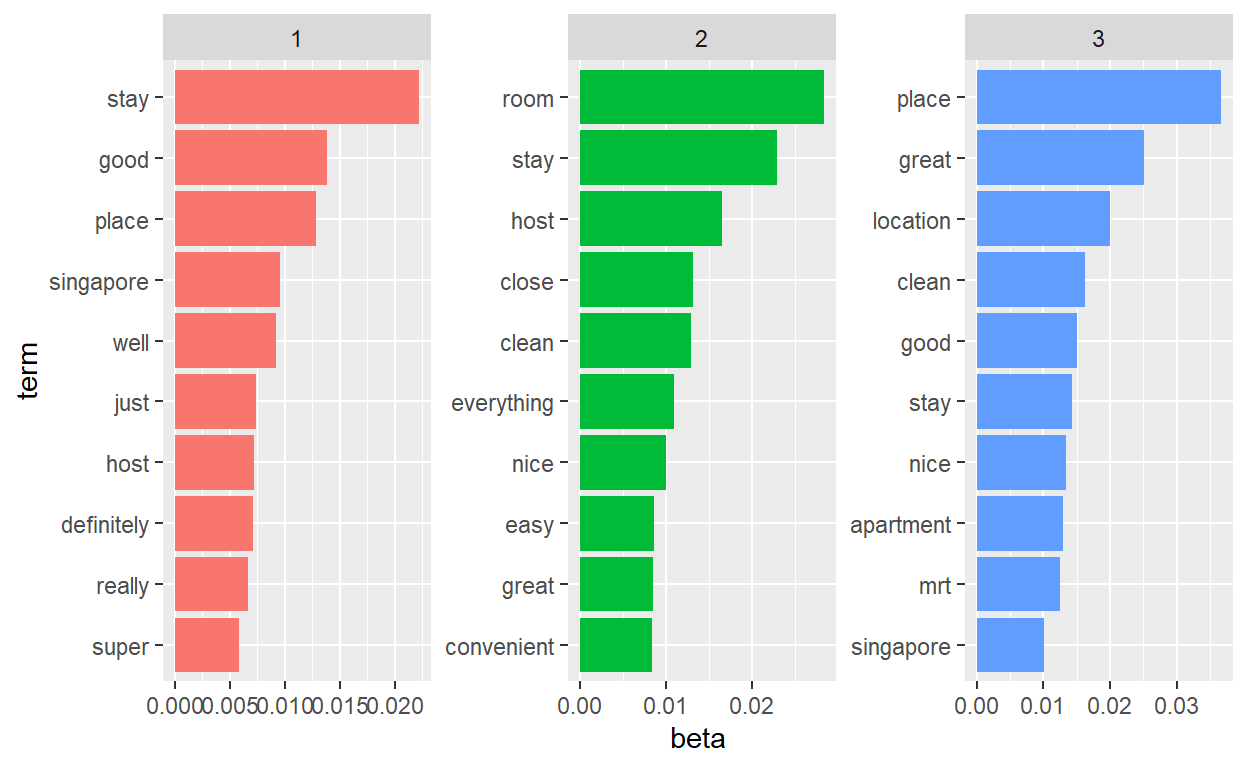 1
2
3
term
stay
good
place
singapore
well
just
host
definitely
really
super
0.000 0.005 0.010 0.015 0.020
room
stay
host
close
clean
everything
nice
easy
great
convenient
0.00 0.01 0.02
place
great
location
clean
good
stay
nice
apartment
mrt
singapore
0.00 0.01 0.02 0.03
beta